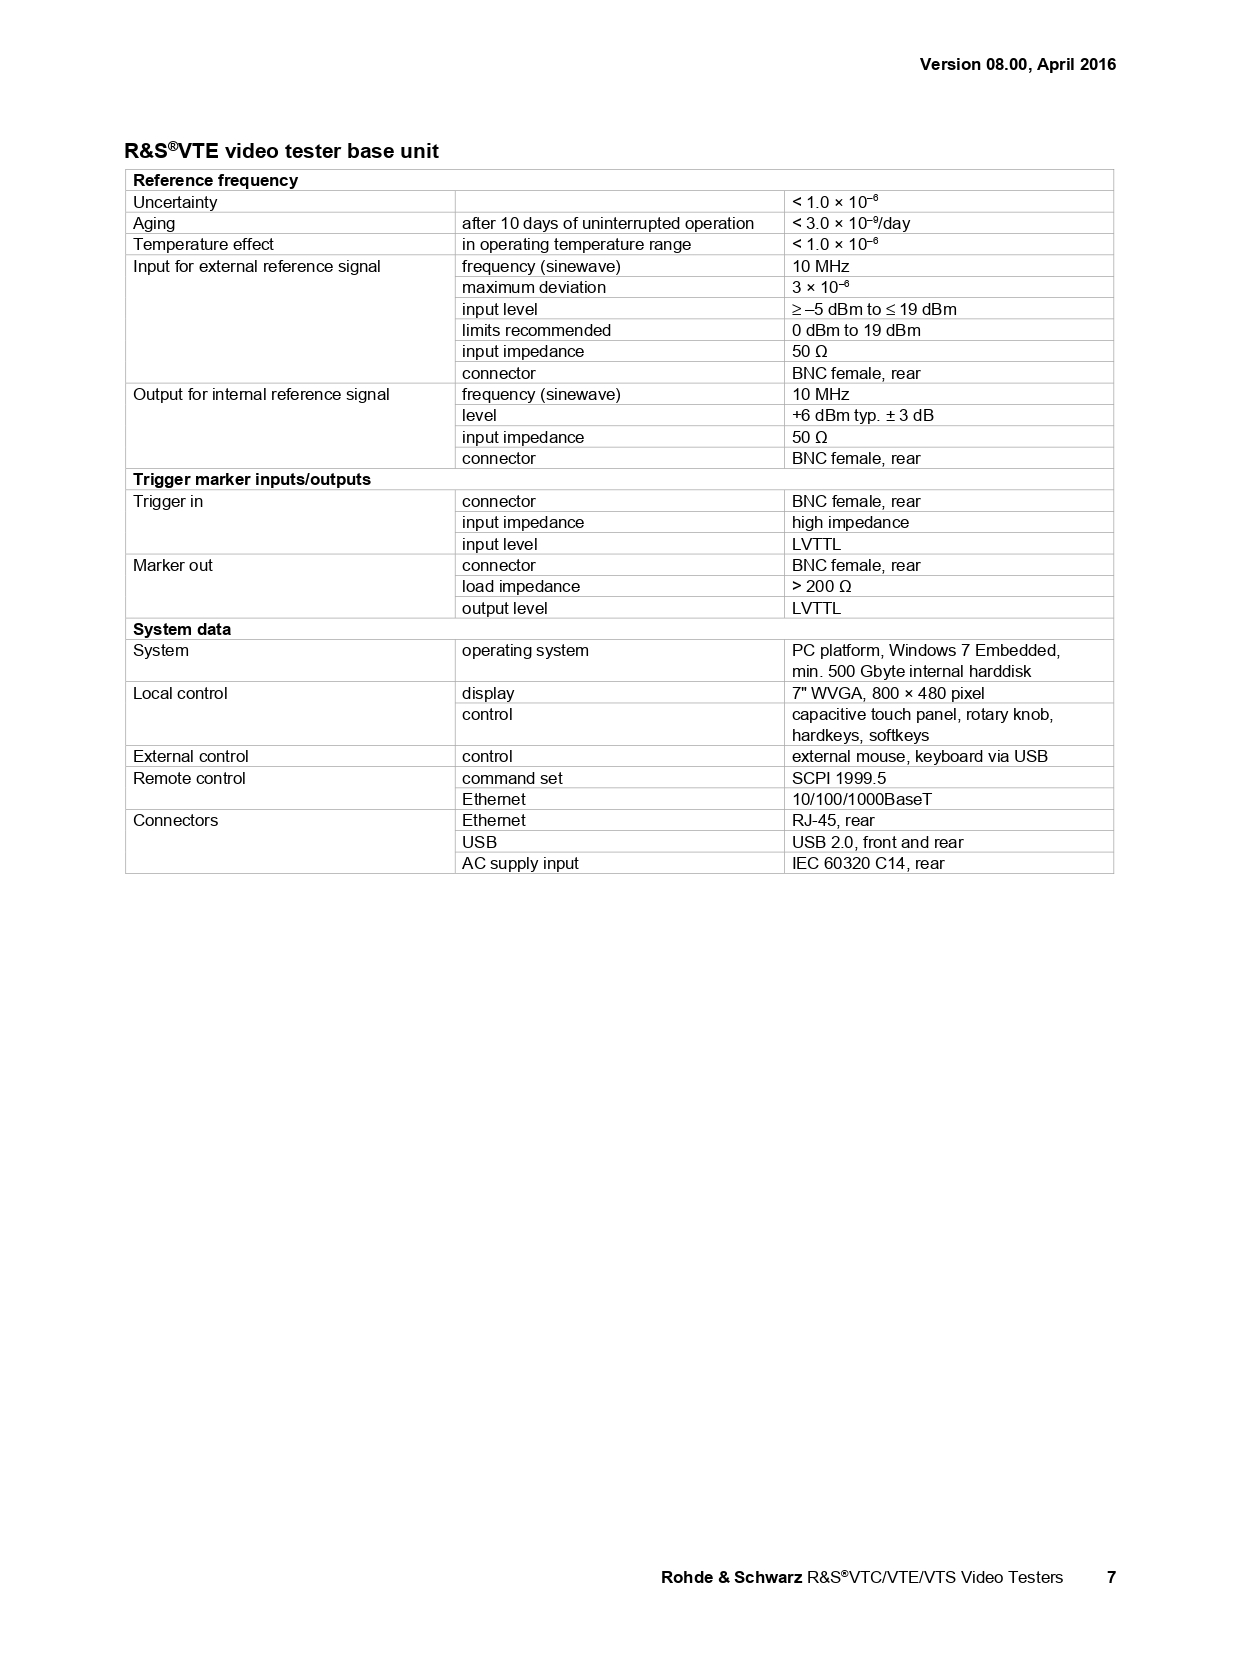 Version 08.00, April 2016
R&S®VTE video tester base unit
Reference frequency
Uncertainty < 1.0 × 10⁻⁶
Aging after 10 days of uninterrupted operation < 3.0 × 10⁻⁹/day
Temperature effect in operating temperature range < 1.0 × 10⁻⁶
Input for external reference signal frequency (sinewave) 10 MHz
maximum deviation 3 × 10⁻⁶
input level ≥ –5 dBm to ≤ 19 dBm
limits recommended 0 dBm to 19 dBm
input impedance 50 Ω
connector BNC female, rear
Output for internal reference signal frequency (sinewave) 10 MHz
level +6 dBm typ. ± 3 dB
input impedance 50 Ω
connector BNC female, rear
Trigger marker inputs/outputs
Trigger in connector BNC female, rear
input impedance high impedance
input level LVTTL
Marker out connector BNC female, rear
load impedance > 200 Ω
output level LVTTL
System data
System operating system PC platform, Windows 7 Embedded,
min. 500 Gbyte internal harddisk
Local control display 7" WVGA, 800 × 480 pixel
control capacitive touch panel, rotary knob,
hardkeys, softkeys
External control control external mouse, keyboard via USB
Remote control command set SCPI 1999.5
Ethernet 10/100/1000BaseT
Connectors Ethernet RJ-45, rear
USB USB 2.0, front and rear
AC supply input IEC 60320 C14, rear
Rohde & Schwarz R&S®VTC/VTE/VTS Video Testers 7